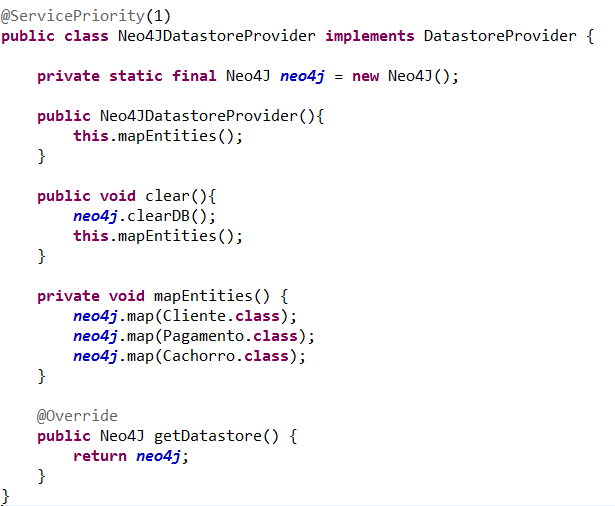 @ServicePriority(1)
public class Neo4JDatastoreProvider implements DatastoreProvider {
private static final Neo4J neo4j = new Neo4J();
public Neo4JDatastoreProvider(){
this.mapEntities();
}
public void clear(){
neo4j.clearDB();
this.mapEntities();
}
private void mapEntities() {
neo4j.map(Cliente.class);
neo4j.map(Pagamento.class);
neo4j.map(Cachorro.class);
}
@Override
public Neo4J getDatastore() {
return neo4j;
}
}